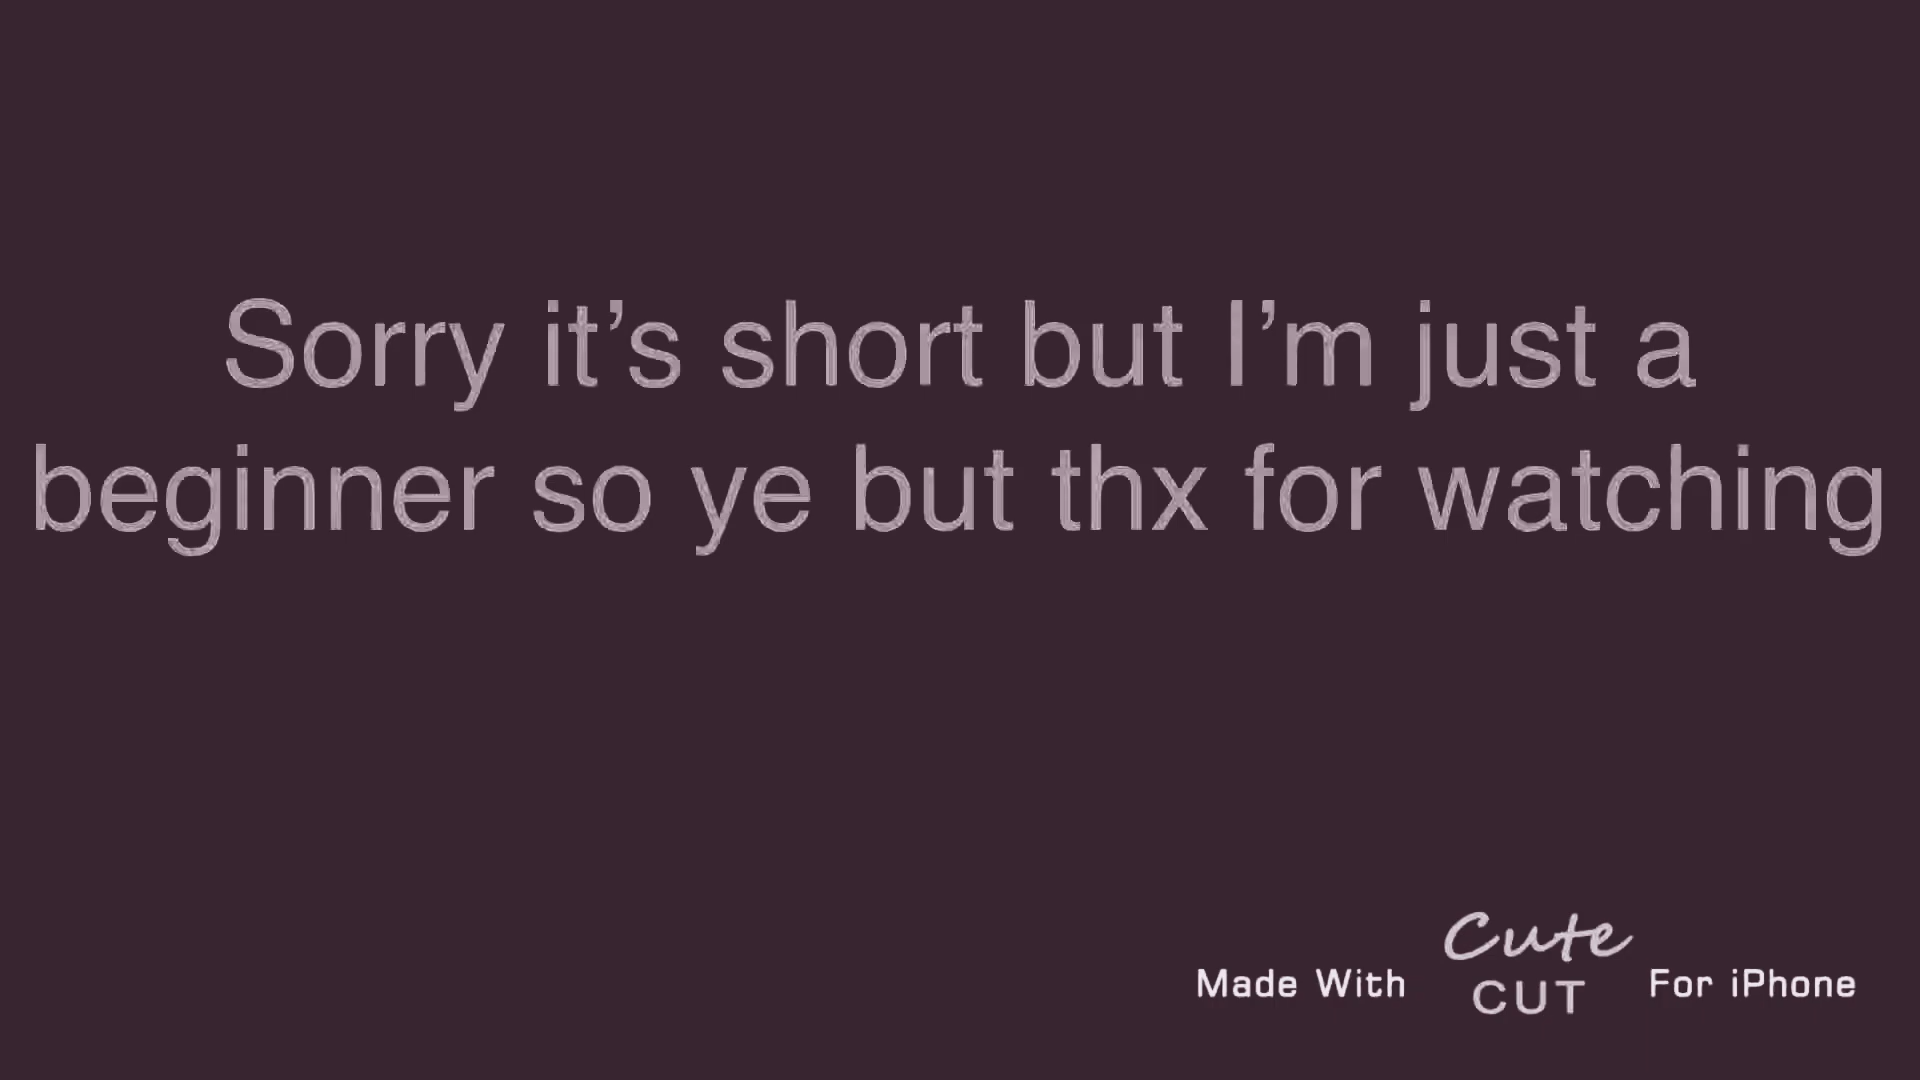 Sorry it’s short but I’m just a
beginner so ye but thx for watching
Made With Cute CUT For iPhone